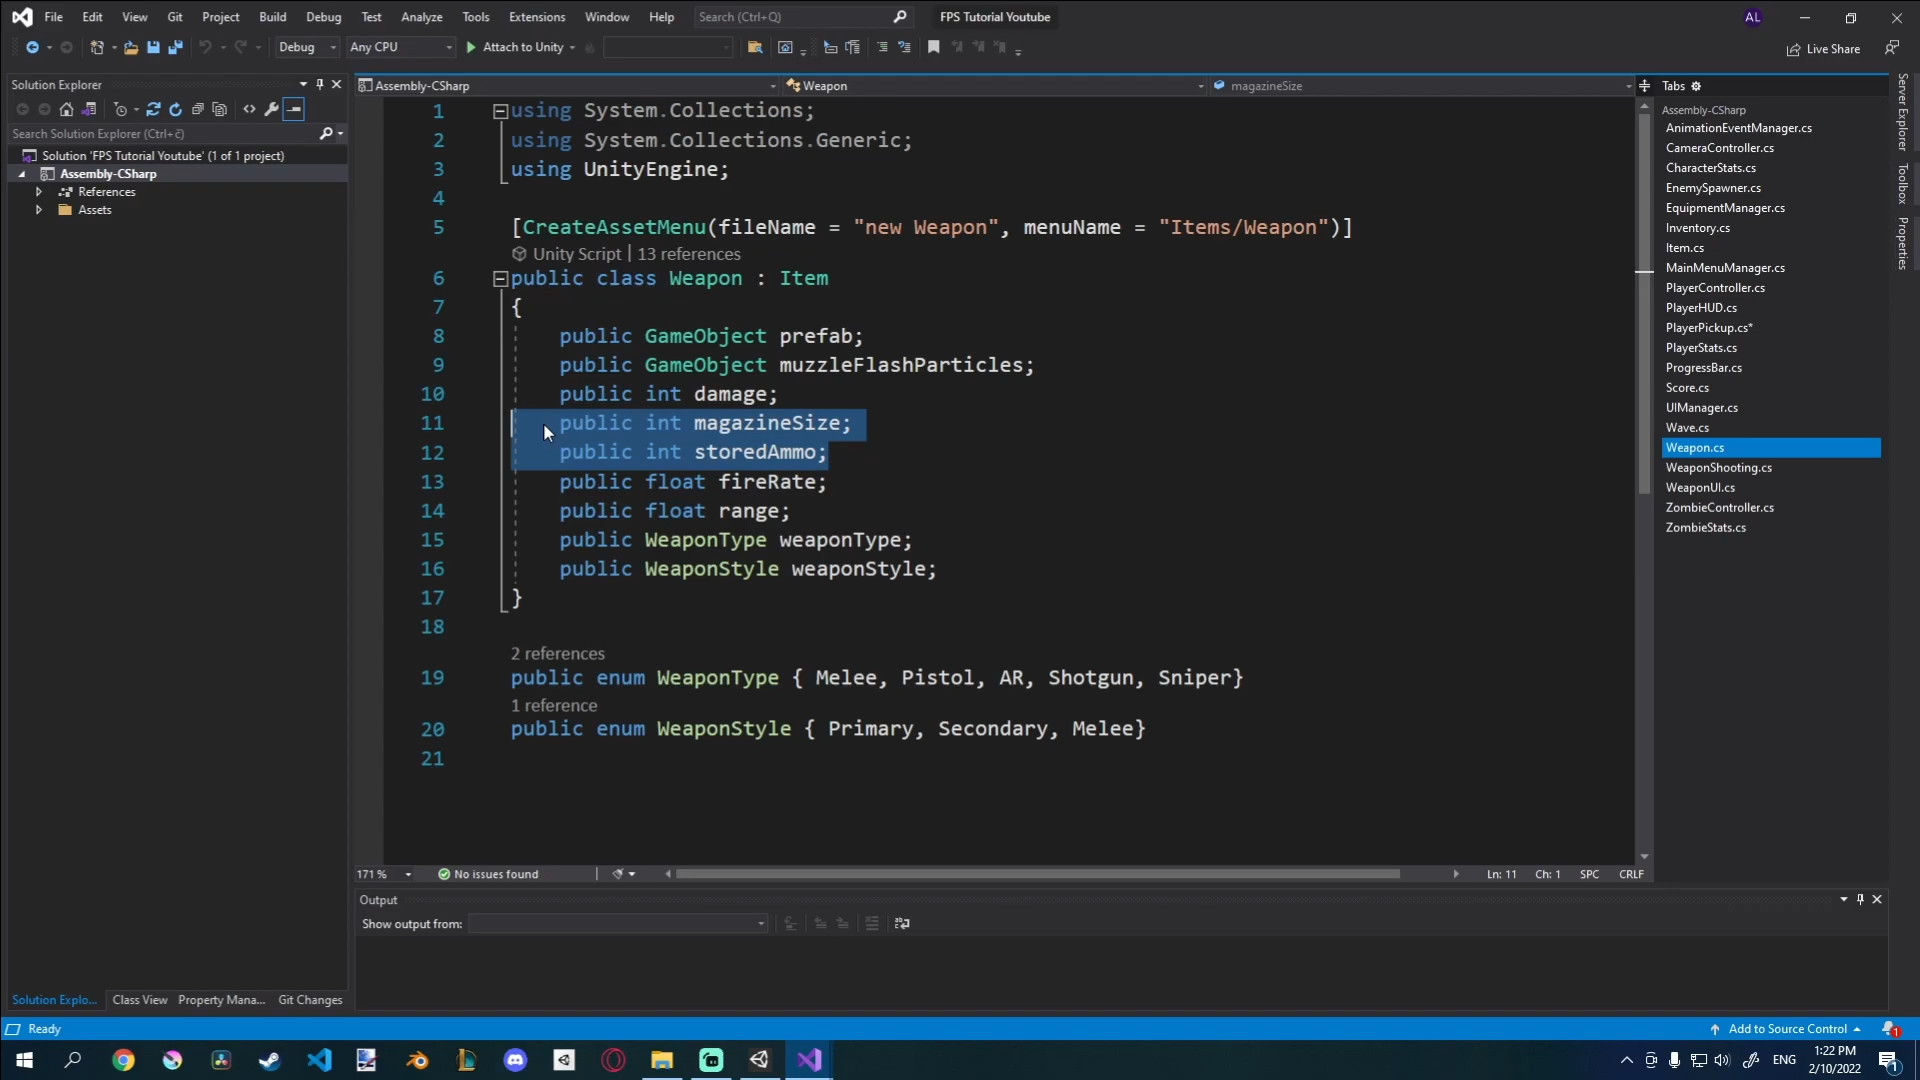 File Edit View Git Project Build Debug Test Analyze Tools Extensions Window Help Search (Ctrl+Q) FPS Tutorial Youtube AL
Debug Any CPU Attach to Unity Live Share
Solution Explorer
Search Solution Explorer (Ctrl+č)
Solution 'FPS Tutorial Youtube' (1 of 1 project)
Assembly-CSharp
References
Assets
Solution Explo... Class View Property Mana... Git Changes
Assembly-CSharp Weapon magazineSize
1 using System.Collections;
2 using System.Collections.Generic;
3 using UnityEngine;
4
5 [CreateAssetMenu(fileName = "new Weapon", menuName = "Items/Weapon")]
Unity Script | 13 references
6 public class Weapon : Item
7 {
8 public GameObject prefab;
9 public GameObject muzzleFlashParticles;
10 public int damage;
11 public int magazineSize;
12 public int storedAmmo;
13 public float fireRate;
14 public float range;
15 public WeaponType weaponType;
16 public WeaponStyle weaponStyle;
17 }
18
2 references
19 public enum WeaponType { Melee, Pistol, AR, Shotgun, Sniper}
1 reference
20 public enum WeaponStyle { Primary, Secondary, Melee}
21
171 % No issues found Ln: 11 Ch: 1 SPC CRLF
Output
Show output from:
Tabs
Assembly-CSharp
AnimationEventManager.cs
CameraController.cs
CharacterStats.cs
EnemySpawner.cs
EquipmentManager.cs
Inventory.cs
Item.cs
MainMenuManager.cs
PlayerController.cs
PlayerHUD.cs
PlayerPickup.cs*
PlayerStats.cs
ProgressBar.cs
Score.cs
UIManager.cs
Wave.cs
Weapon.cs
WeaponShooting.cs
WeaponUI.cs
ZombieController.cs
ZombieStats.cs
Server Explorer
Toolbox
Properties
Ready Add to Source Control 1
ENG 1:22 PM
2/10/2022 1